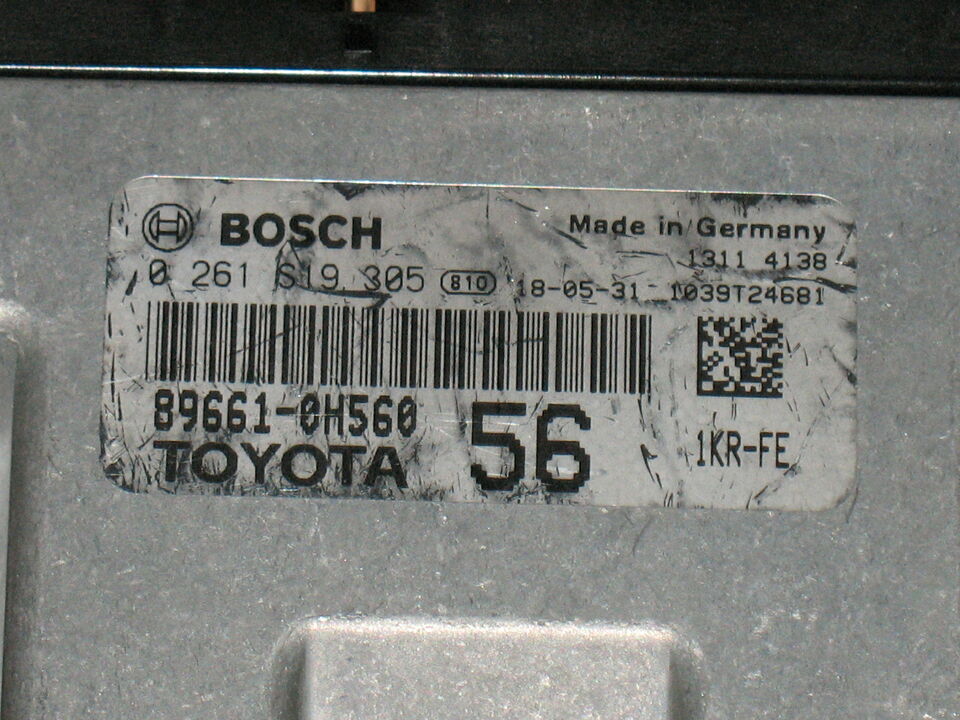 BOSCH
Made in Germany
1311 4138
0 261 S19 305 810 18-05-31 1039T24681
89661-0H560
TOYOTA
56
1KR-FE